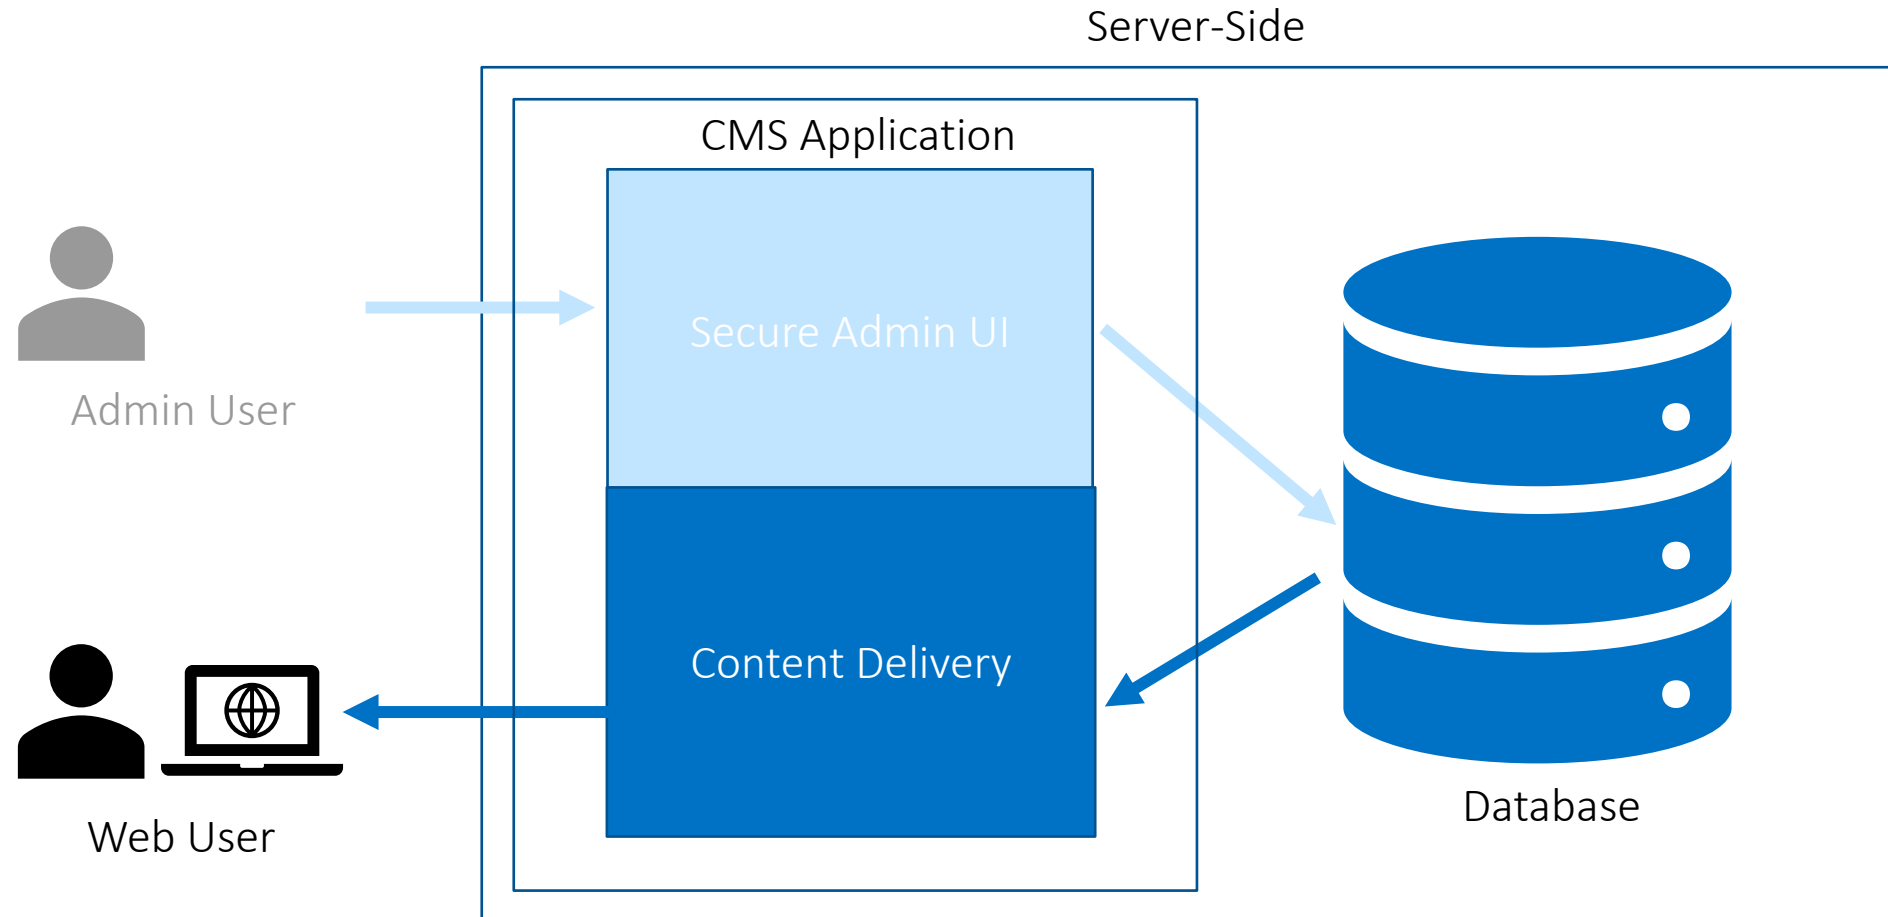 Server-Side
CMS Application
Secure Admin UI
Admin User
Content Delivery
Database
Web User